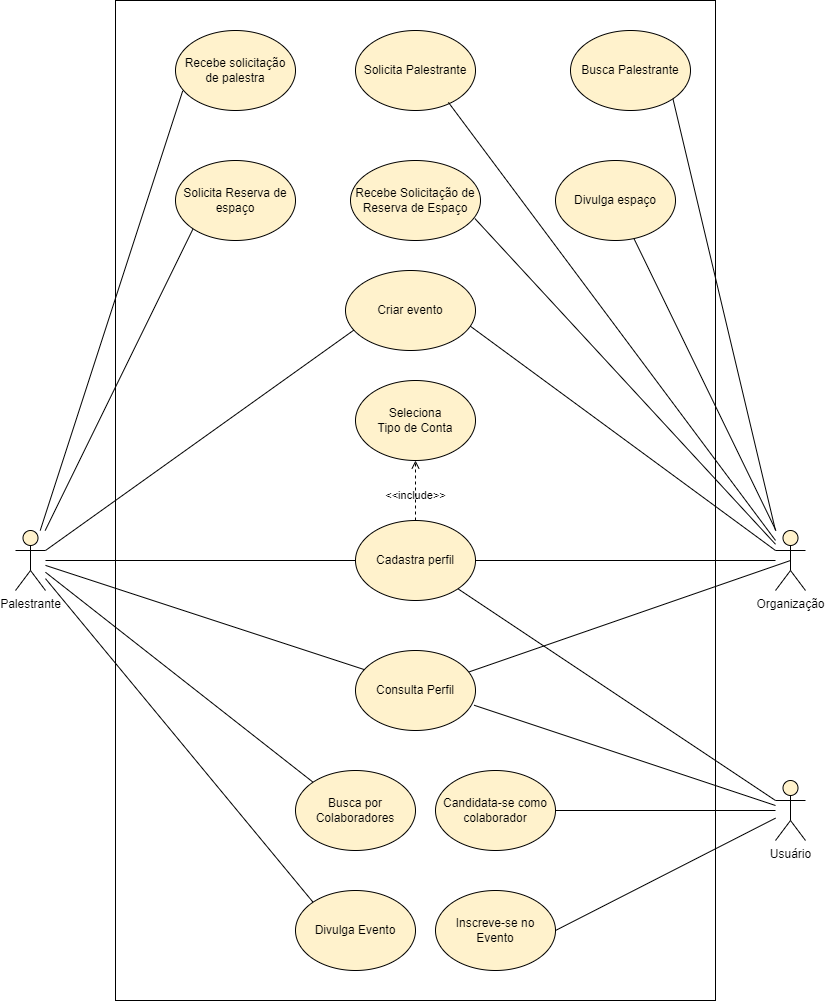 Recebe solicitação
de palestra
Solicita Palestrante
Busca Palestrante
Solicita Reserva de
espaço
Recebe Solicitação de
Reserva de Espaço
Divulga espaço
Criar evento
Seleciona
Tipo de Conta
<<include>>
Cadastra perfil
Palestrante
Organização
Consulta Perfil
Busca por
Colaboradores
Candidata-se como
colaborador
Usuário
Divulga Evento
Inscreve-se no
Evento